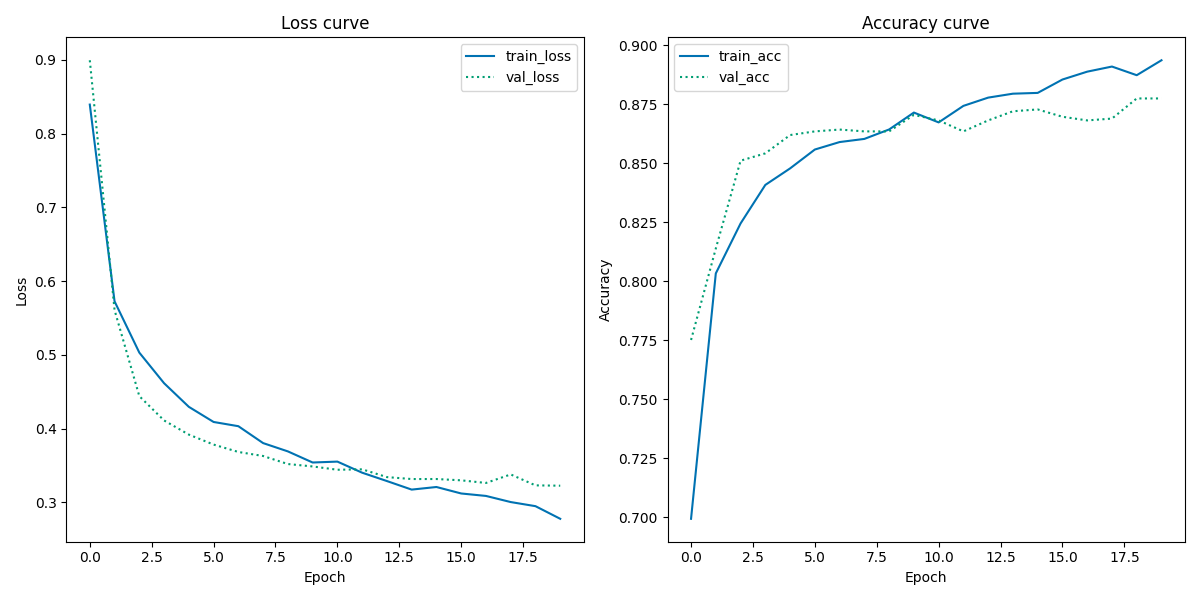 Loss curve
train_loss
val_loss
0.9
0.8
0.7
0.6
0.5
0.4
0.3
Loss
0.0 2.5 5.0 7.5 10.0 12.5 15.0 17.5
Epoch
Accuracy curve
train_acc
val_acc
0.900
0.875
0.850
0.825
0.800
0.775
0.750
0.725
0.700
Accuracy
0.0 2.5 5.0 7.5 10.0 12.5 15.0 17.5
Epoch